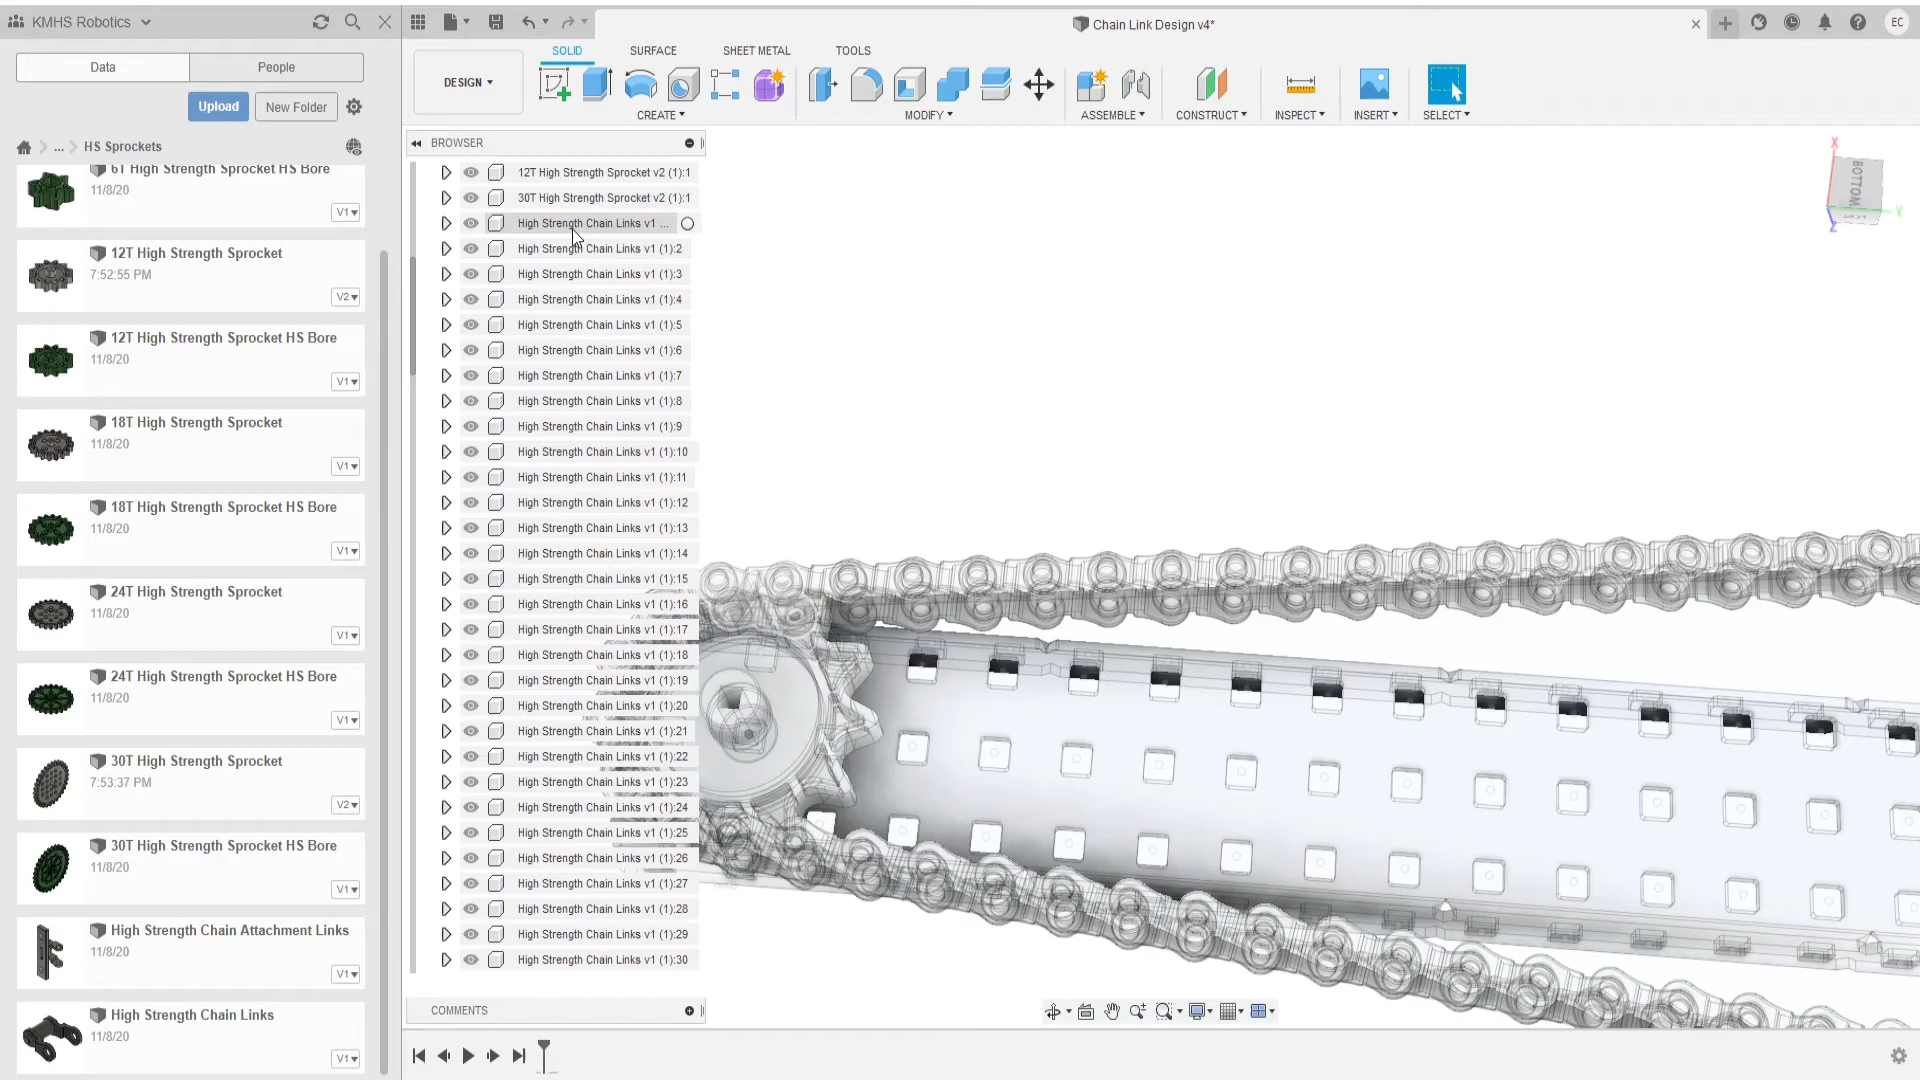 KMHS Robotics
Chain Link Design v4*
EC
Data
People
Upload
New Folder
... HS Sprockets
6T High Strength Sprocket HS Bore
11/8/20
V1
12T High Strength Sprocket
7:52:55 PM
V2
12T High Strength Sprocket HS Bore
11/8/20
V1
18T High Strength Sprocket
11/8/20
V1
18T High Strength Sprocket HS Bore
11/8/20
V1
24T High Strength Sprocket
11/8/20
V1
24T High Strength Sprocket HS Bore
11/8/20
V1
30T High Strength Sprocket
7:53:37 PM
V2
30T High Strength Sprocket HS Bore
11/8/20
V1
High Strength Chain Attachment Links
11/8/20
V1
High Strength Chain Links
11/8/20
V1
SOLID
SURFACE
SHEET METAL
TOOLS
DESIGN
CREATE
MODIFY
ASSEMBLE
CONSTRUCT
INSPECT
INSERT
SELECT
BROWSER
12T High Strength Sprocket v2 (1):1
30T High Strength Sprocket v2 (1):1
High Strength Chain Links v1 ...
High Strength Chain Links v1 (1):2
High Strength Chain Links v1 (1):3
High Strength Chain Links v1 (1):4
High Strength Chain Links v1 (1):5
High Strength Chain Links v1 (1):6
High Strength Chain Links v1 (1):7
High Strength Chain Links v1 (1):8
High Strength Chain Links v1 (1):9
High Strength Chain Links v1 (1):10
High Strength Chain Links v1 (1):11
High Strength Chain Links v1 (1):12
High Strength Chain Links v1 (1):13
High Strength Chain Links v1 (1):14
High Strength Chain Links v1 (1):15
High Strength Chain Links v1 (1):16
High Strength Chain Links v1 (1):17
High Strength Chain Links v1 (1):18
High Strength Chain Links v1 (1):19
High Strength Chain Links v1 (1):20
High Strength Chain Links v1 (1):21
High Strength Chain Links v1 (1):22
High Strength Chain Links v1 (1):23
High Strength Chain Links v1 (1):24
High Strength Chain Links v1 (1):25
High Strength Chain Links v1 (1):26
High Strength Chain Links v1 (1):27
High Strength Chain Links v1 (1):28
High Strength Chain Links v1 (1):29
High Strength Chain Links v1 (1):30
COMMENTS
X
BOTTOM
Y
Z